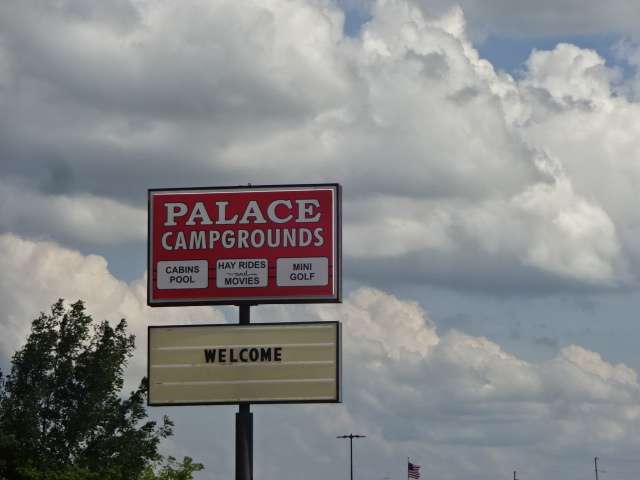 PALACE
CAMPGROUNDS
CABINS
POOL
HAY RIDES
and
MOVIES
MINI
GOLF
WELCOME